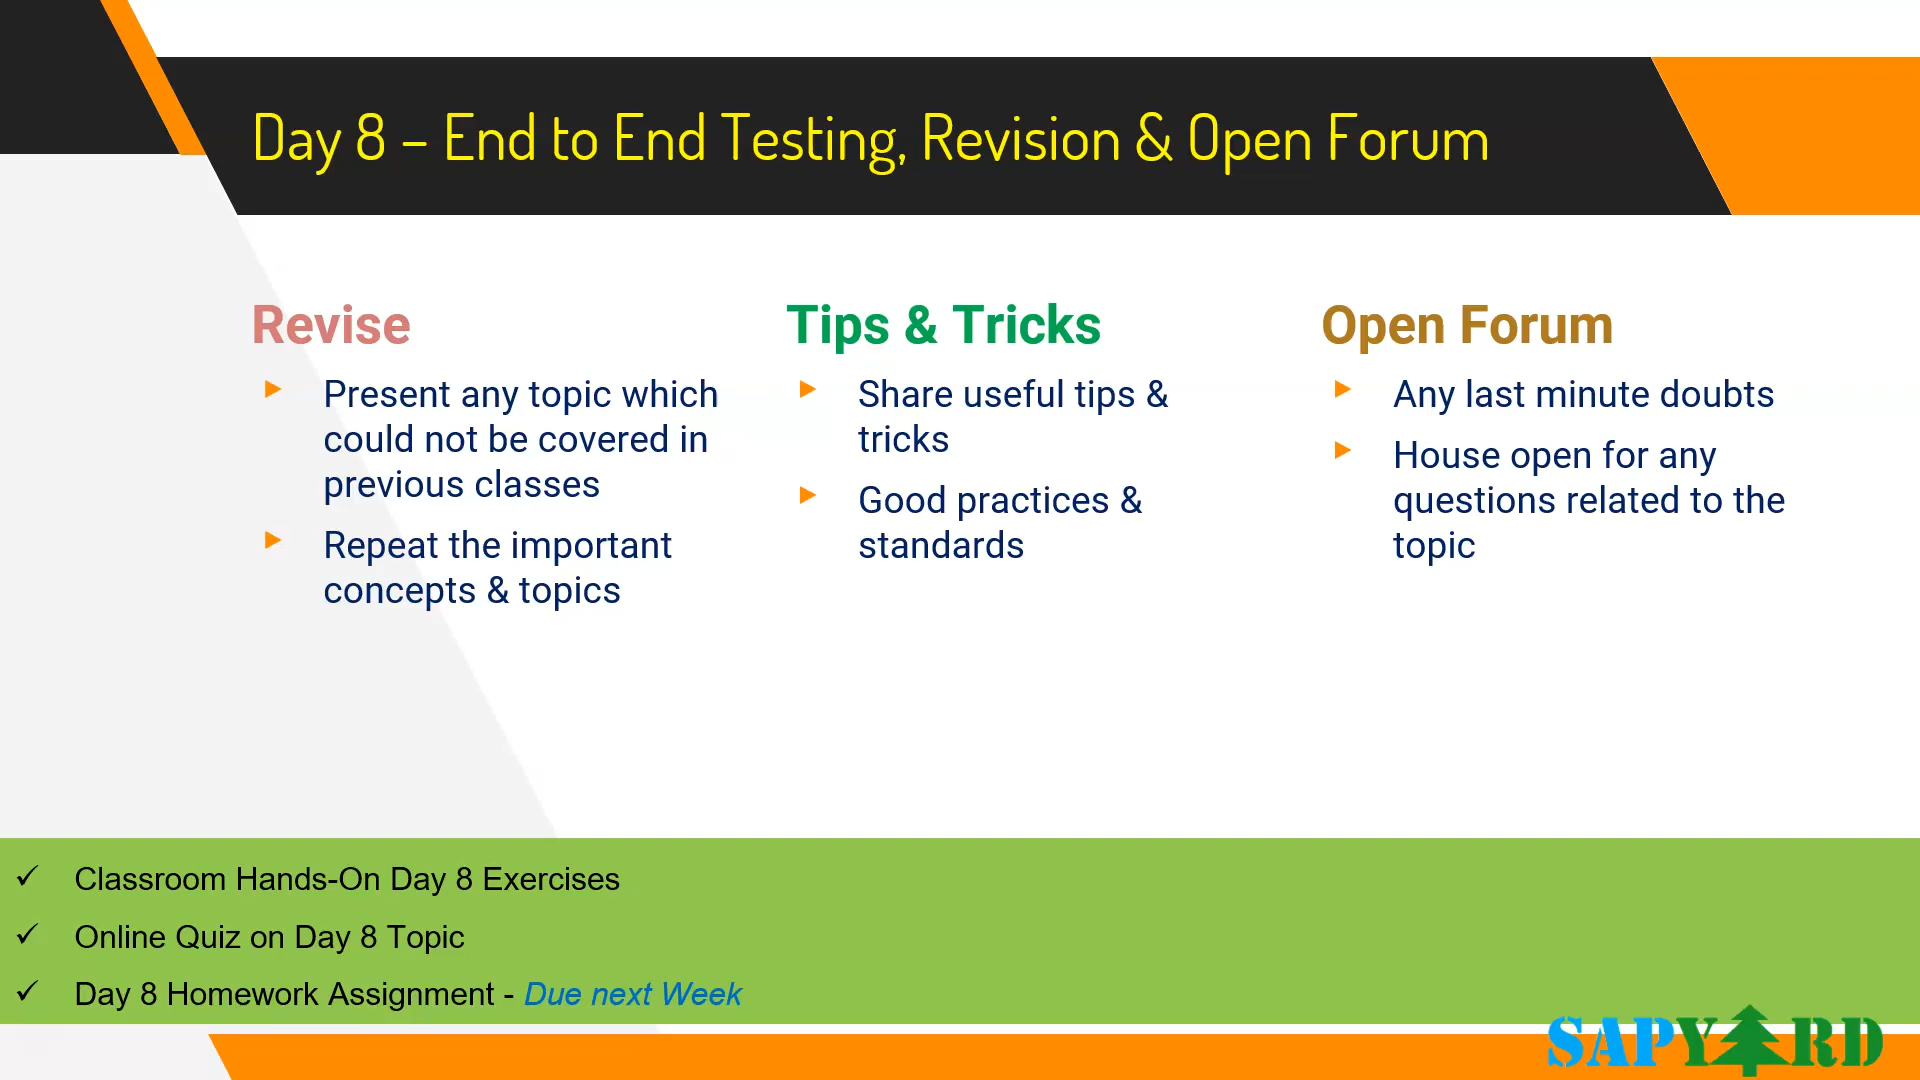 Day 8 – End to End Testing, Revision & Open Forum
Revise
Present any topic which
could not be covered in
previous classes
Repeat the important
concepts & topics
Tips & Tricks
Share useful tips &
tricks
Good practices &
standards
Open Forum
Any last minute doubts
House open for any
questions related to the
topic
✓ Classroom Hands-On Day 8 Exercises
✓ Online Quiz on Day 8 Topic
✓ Day 8 Homework Assignment - Due next Week
SAPYARD